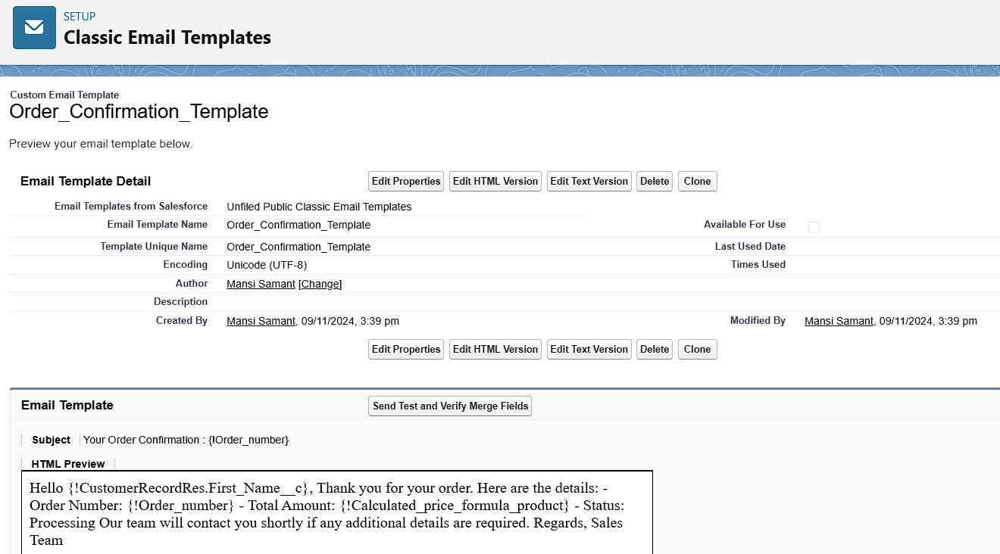 SETUP
Classic Email Templates
Custom Email Template
Order_Confirmation_Template
Preview your email template below.
Email Template Detail
Edit Properties Edit HTML Version Edit Text Version Delete Clone
Email Templates from Salesforce Unfiled Public Classic Email Templates
Email Template Name Order_Confirmation_Template Available For Use
Template Unique Name Order_Confirmation_Template Last Used Date
Encoding Unicode (UTF-8) Times Used
Author Mansi Samant [Change]
Description
Created By Mansi Samant, 09/11/2024, 3:39 pm Modified By Mansi Samant, 09/11/2024, 3:39 pm
Edit Properties Edit HTML Version Edit Text Version Delete Clone
Email Template Send Test and Verify Merge Fields
Subject Your Order Confirmation : {!Order_number}
HTML Preview
Hello {!CustomerRecordRes.First_Name__c}, Thank you for your order. Here are the details: -
Order Number: {!Order_number} - Total Amount: {!Calculated_price_formula_product} - Status:
Processing Our team will contact you shortly if any additional details are required. Regards, Sales
Team